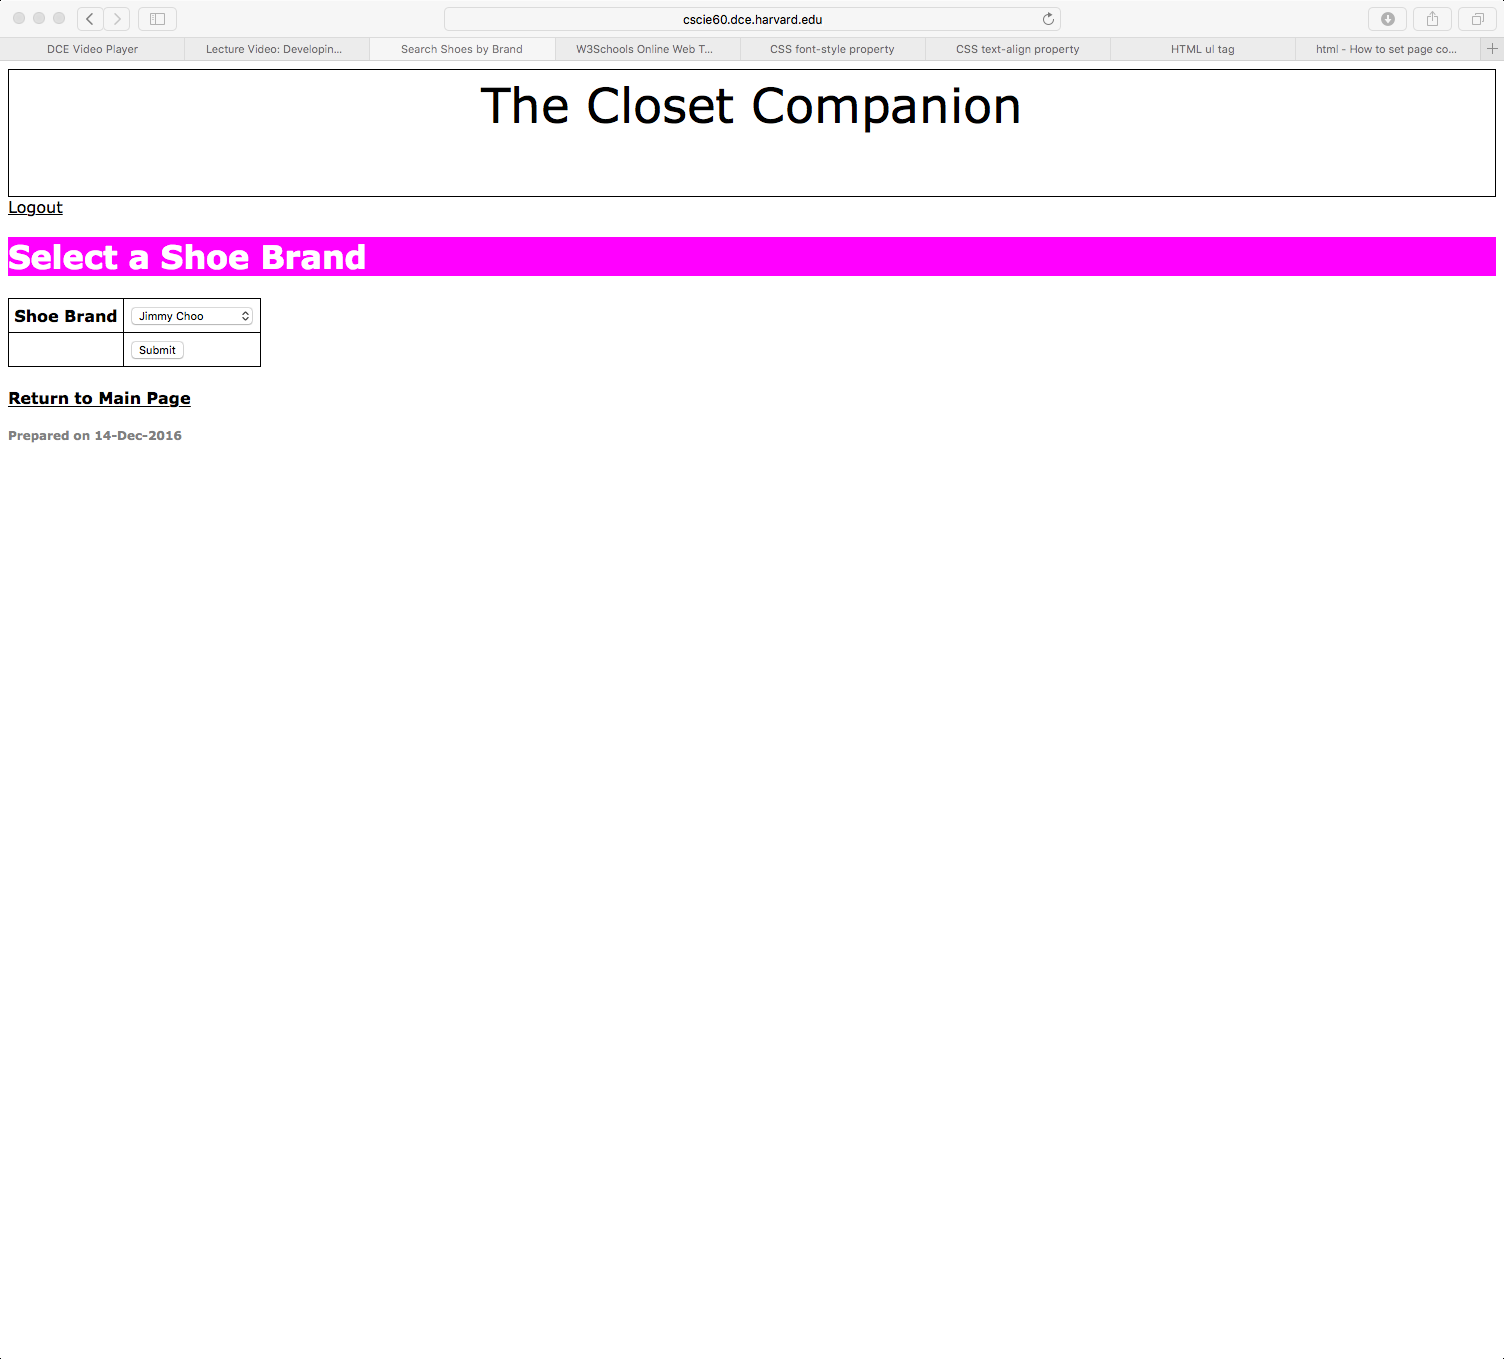 cscie60.dce.harvard.edu
DCE Video Player
Lecture Video: Developin...
Search Shoes by Brand
W3Schools Online Web T...
CSS font-style property
CSS text-align property
HTML ul tag
html - How to set page co...
The Closet Companion
Logout
Select a Shoe Brand
Shoe Brand Jimmy Choo
Submit
Return to Main Page
Prepared on 14-Dec-2016